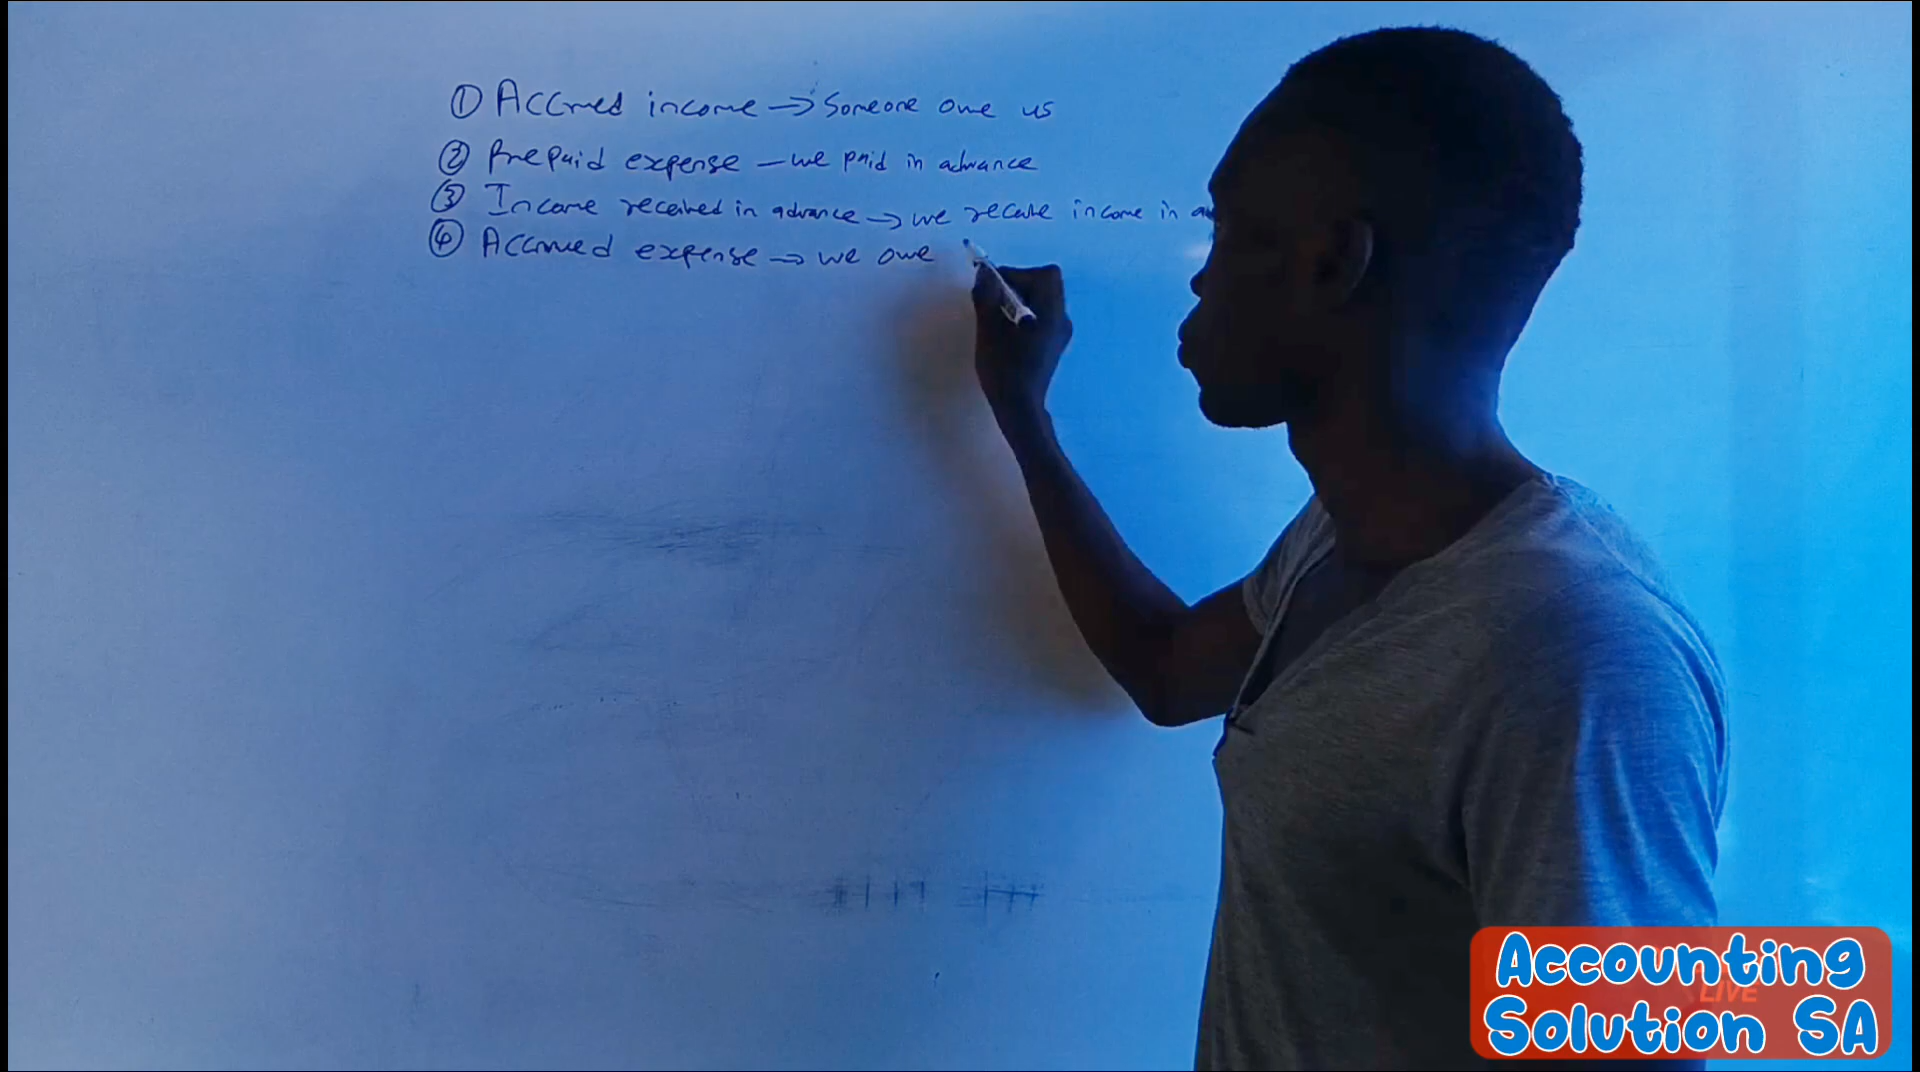 ① Accrued income → Someone owe us
② Prepaid expense – we paid in advance
③ Income received in advance → we receive income in a
④ Accrued expense → we owe
Accounting
LIVE
Solution SA